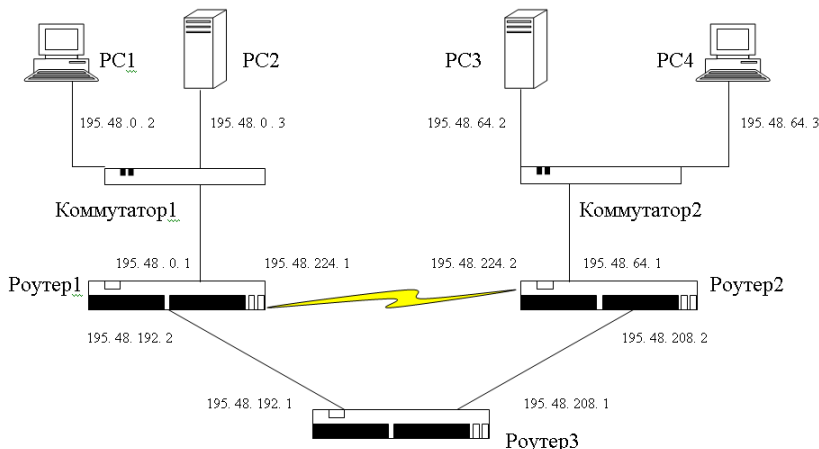 PC1
PC2
PC3
PC4
195. 48 .0 . 2
195. 48 . 0 . 3
195. 48. 64. 2
195. 48. 64. 3
Коммутатор1
Коммутатор2
195. 48 . 0. 1
195. 48. 224. 1
195. 48. 224. 2
195. 48. 64. 1
Роутер1
Роутер2
195. 48. 192. 2
195. 48. 208. 2
195. 48. 192. 1
195. 48. 208. 1
Роутер3